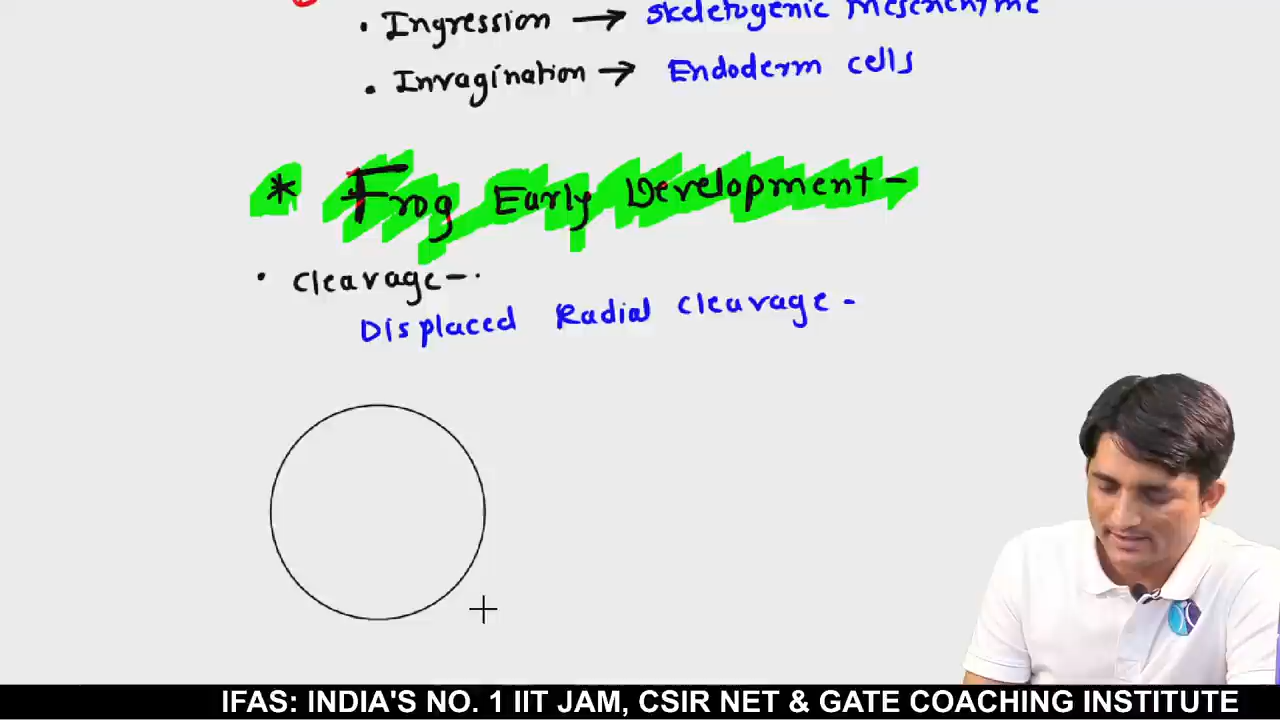 • Ingression → Skeletogenic Mesenchyme
• Invagination → Endoderm cells
* Frog Early Development -
• Cleavage - .
Displaced Radial Cleavage -
IFAS: INDIA'S NO. 1 IIT JAM, CSIR NET & GATE COACHING INSTITUTE